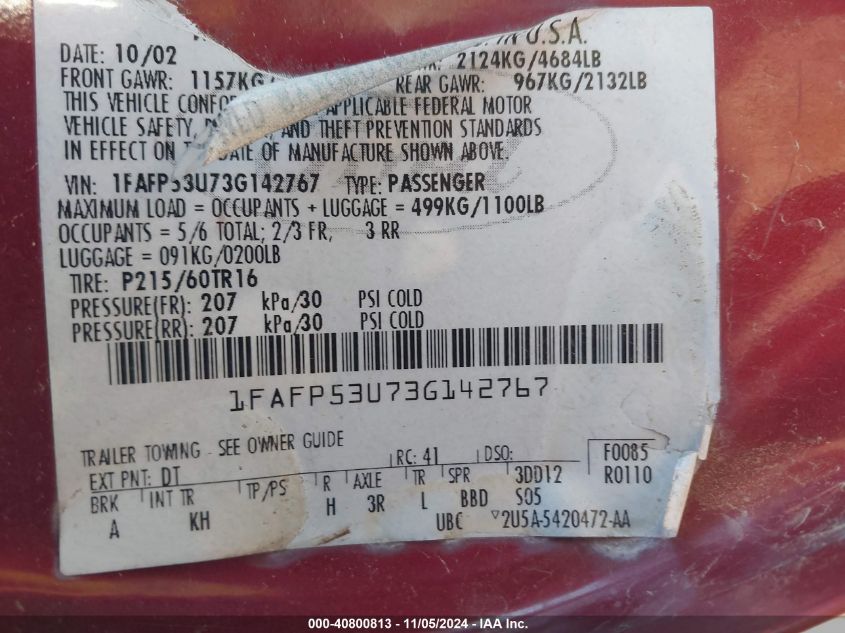 IN U.S.A.
DATE: 10/02 2124KG/4684LB
FRONT GAWR: 1157KG/ REAR GAWR: 967KG/2132LB
THIS VEHICLE APPLICABLE FEDERAL MOTOR
VEHICLE SAFETY, AND THEFT PREVENTION STANDARDS
IN EFFECT ON DATE OF MANUFACTURE SHOWN ABOVE.
VIN: 1FAFP53U73G142767 TYPE: PASSENGER
MAXIMUM LOAD = OCCUPANTS + LUGGAGE = 499KG/1100LB
OCCUPANTS = 5/6 TOTAL; 2/3 FR, 3 RR
LUGGAGE = 091KG/0200LB
TIRE: P215/60TR16
PRESSURE(FR): 207 kPa/30 PSI COLD
PRESSURE(RR): 207 kPa/30 PSI COLD
1FAFP53U73G142767
TRAILER TOWING - SEE OWNER GUIDE
EXT PNT: DT RC: 41 DSO: F0085
BRK INT TR TP/PS R AXLE TR SPR 3DD12 R0110
A KH H 3R L BBD S05
UBC ▽2U5A-5420472-AA
000-40800813 - 11/05/2024 - IAA Inc.